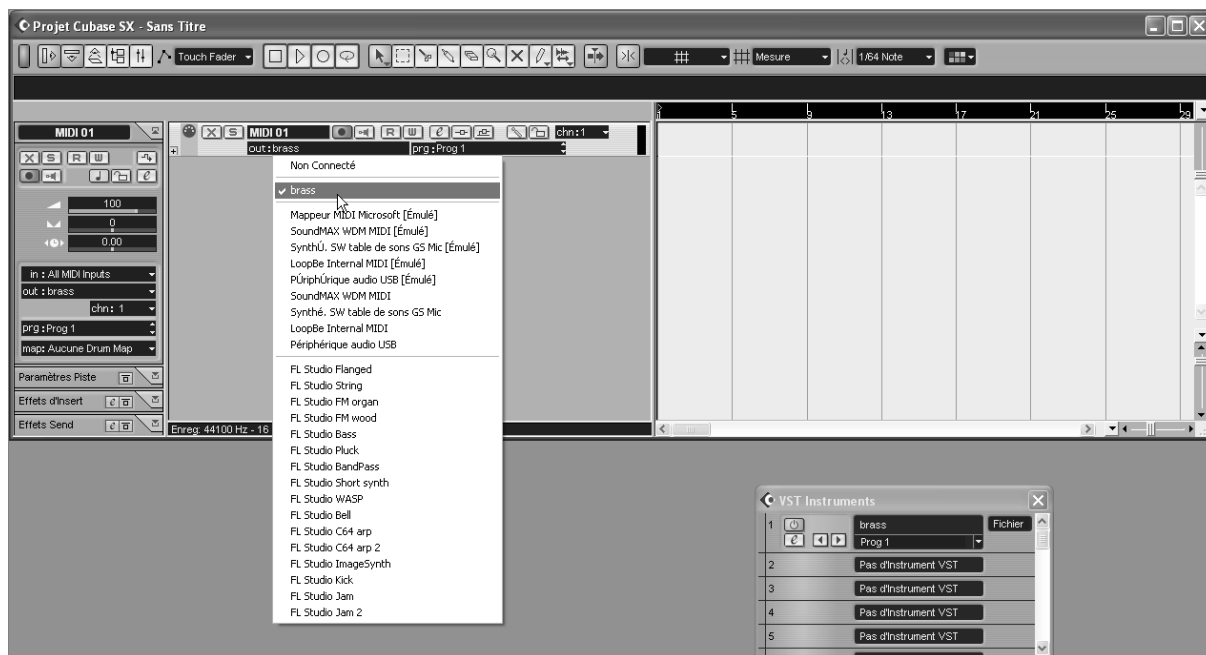 Projet Cubase SX - Sans Titre
Touch Fader
Mesure
1/64 Note
5 9 13 17 21 25 29
MIDI 01
X S R W
100
0
0.00
in : All MIDI Inputs
out : brass
chn: 1
prg : Prog 1
map: Aucune Drum Map
Paramètres Piste
Effets d'Insert
Effets Send
X S MIDI 01 R W e chn:1
out:brass prg:Prog 1
Non Connecté
brass
Mappeur MIDI Microsoft [Émulé]
SoundMAX WDM MIDI [Émulé]
SynthÚ. SW table de sons GS Mic [Émulé]
LoopBe Internal MIDI [Émulé]
PÚriphÚrique audio USB [Émulé]
SoundMAX WDM MIDI
Synthé. SW table de sons GS Mic
LoopBe Internal MIDI
Périphérique audio USB
FL Studio Flanged
FL Studio String
FL Studio FM organ
FL Studio FM wood
FL Studio Bass
FL Studio Pluck
FL Studio BandPass
FL Studio Short synth
FL Studio WASP
FL Studio Bell
FL Studio C64 arp
FL Studio C64 arp 2
FL Studio ImageSynth
FL Studio Kick
FL Studio Jam
FL Studio Jam 2
Enreg: 44100 Hz - 16
VST Instruments
1 brass Fichier
e Prog 1
2 Pas d'Instrument VST
3 Pas d'Instrument VST
4 Pas d'Instrument VST
5 Pas d'Instrument VST